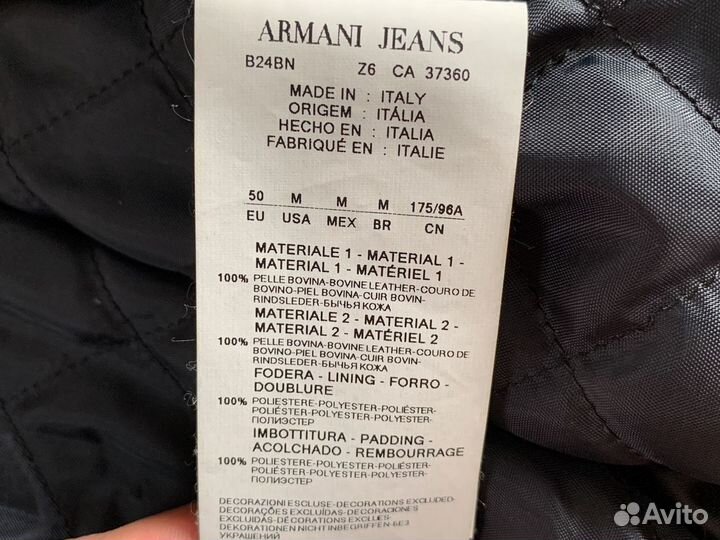 ARMANI JEANS
B24BN Z6 CA 37360
MADE IN : ITALY
ORIGEM : ITÁLIA
HECHO EN : ITALIA
FABRIQUÉ EN : ITALIE
50 M M M 175/96A
EU USA MEX BR CN
MATERIALE 1 - MATERIAL 1 -
MATERIAL 1 - MATÉRIEL 1
100% PELLE BOVINA-BOVINE LEATHER-COURO DE
BOVINO-PIEL BOVINA-CUIR BOVIN-
RINDSLEDER-БЫЧЬЯ КОЖА
MATERIALE 2 - MATERIAL 2 -
MATERIAL 2 - MATÉRIEL 2
100% PELLE BOVINA-BOVINE LEATHER-COURO DE
BOVINO-PIEL BOVINA-CUIR BOVIN-
RINDSLEDER-БЫЧЬЯ КОЖА
FODERA - LINING - FORRO -
DOUBLURE
100% POLIESTERE-POLYESTER-POLIÉSTER-
POLIÉSTER-POLYESTER-POLYESTER-
ПОЛИЭСТЕР
IMBOTTITURA - PADDING -
ACOLCHADO - REMBOURRAGE
100% POLIESTERE-POLYESTER-POLIÉSTER-
POLIÉSTER-POLYESTER-POLYESTER-
ПОЛИЭСТЕР
DECORAZIONI ESCLUSE-DECORATIONS EXCLUDED-
EXCLUÍDAS DECORAÇÕES-DECORACIONES
EXCLUIDAS-DÉCORATIONS EXCLUES-
DEKORATIONEN NICHT INBEGRIFFEN-БЕЗ
УКРАШЕНИЙ
Avito